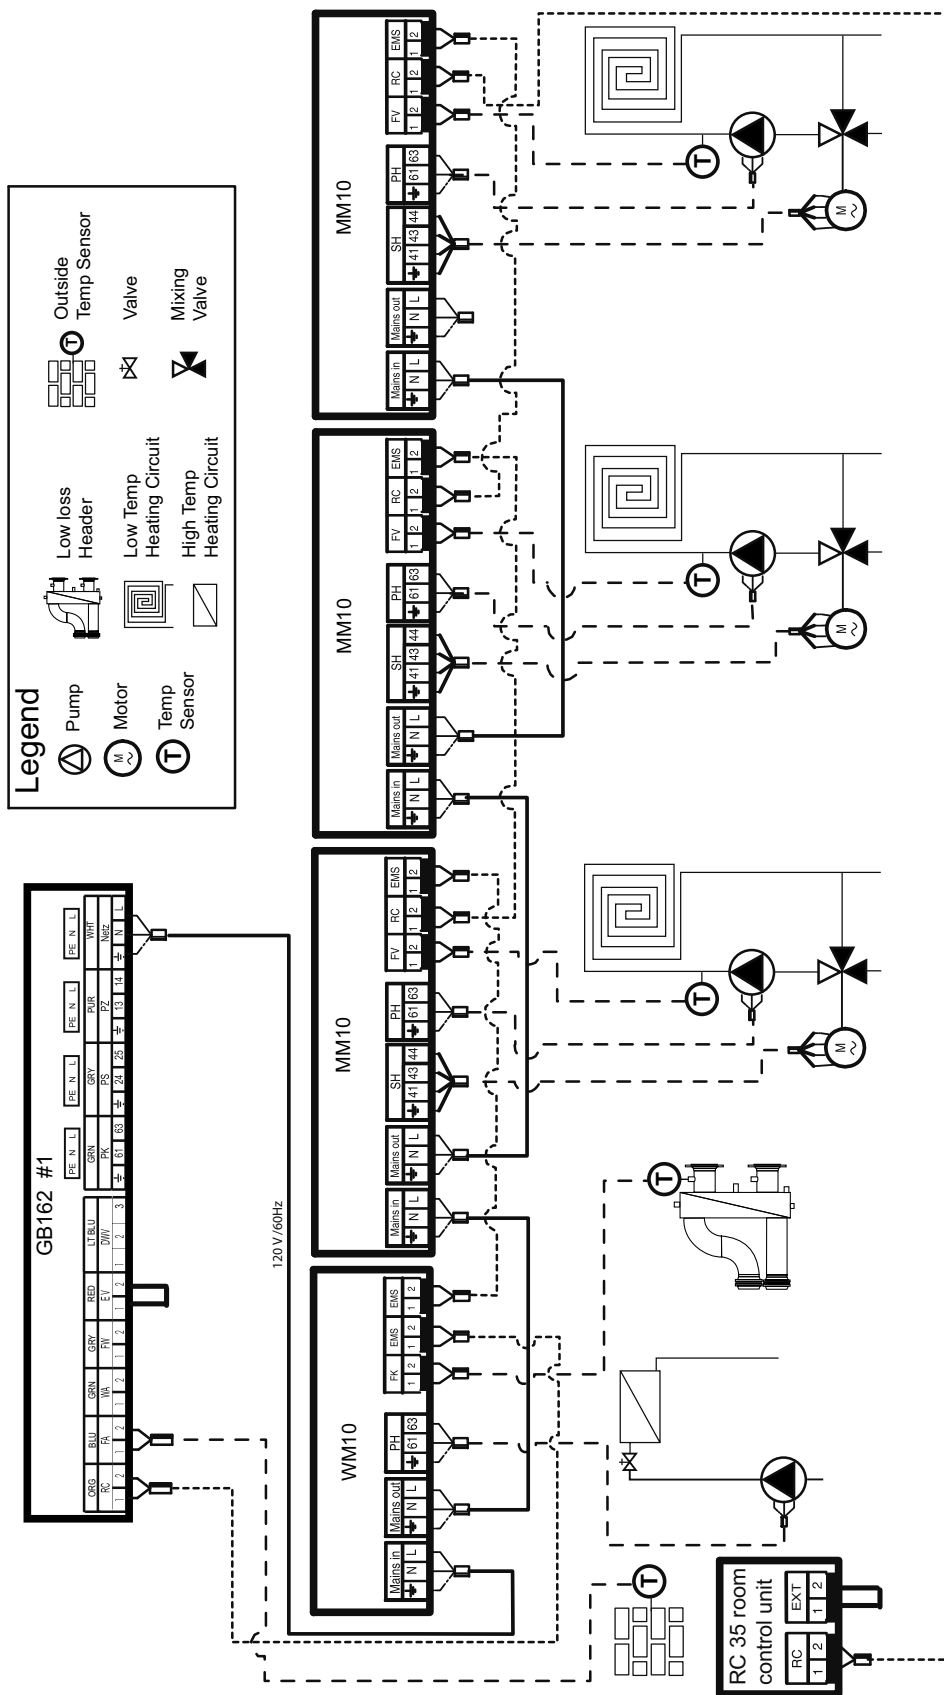 Legend
Pump
M
Motor
T
Temp
Sensor
Low loss
Header
Low Temp
Heating Circuit
High Temp
Heating Circuit
T
Outside
Temp Sensor
Valve
Mixing
Valve
GB162 #1
PE N L
PE N L
PE N L
PE N L
ORG BLU GRN GRY RED LT BLU GRN GRY PUR WHT
RC FA WA FW EV DWV PK PS PZ Netz
1 2 1 2 1 2 1 2 1 2 1 2 3 61 63 24 25 13 14 N L
120 V/60Hz
WM10
Mains in Mains out PH FK EMS EMS
N L N L 61 63 1 2 1 2 1 2
MM10
Mains in Mains out SH PH FV RC EMS
N L N L 41 43 44 61 63 1 2 1 2 1 2
MM10
Mains in Mains out SH PH FV RC EMS
N L N L 41 43 44 61 63 1 2 1 2 1 2
MM10
Mains in Mains out SH PH FV RC EMS
N L N L 41 43 44 61 63 1 2 1 2 1 2
T
T
T
T
T
M
M
M
RC 35 room
control unit
RC EXT
1 2 1 2